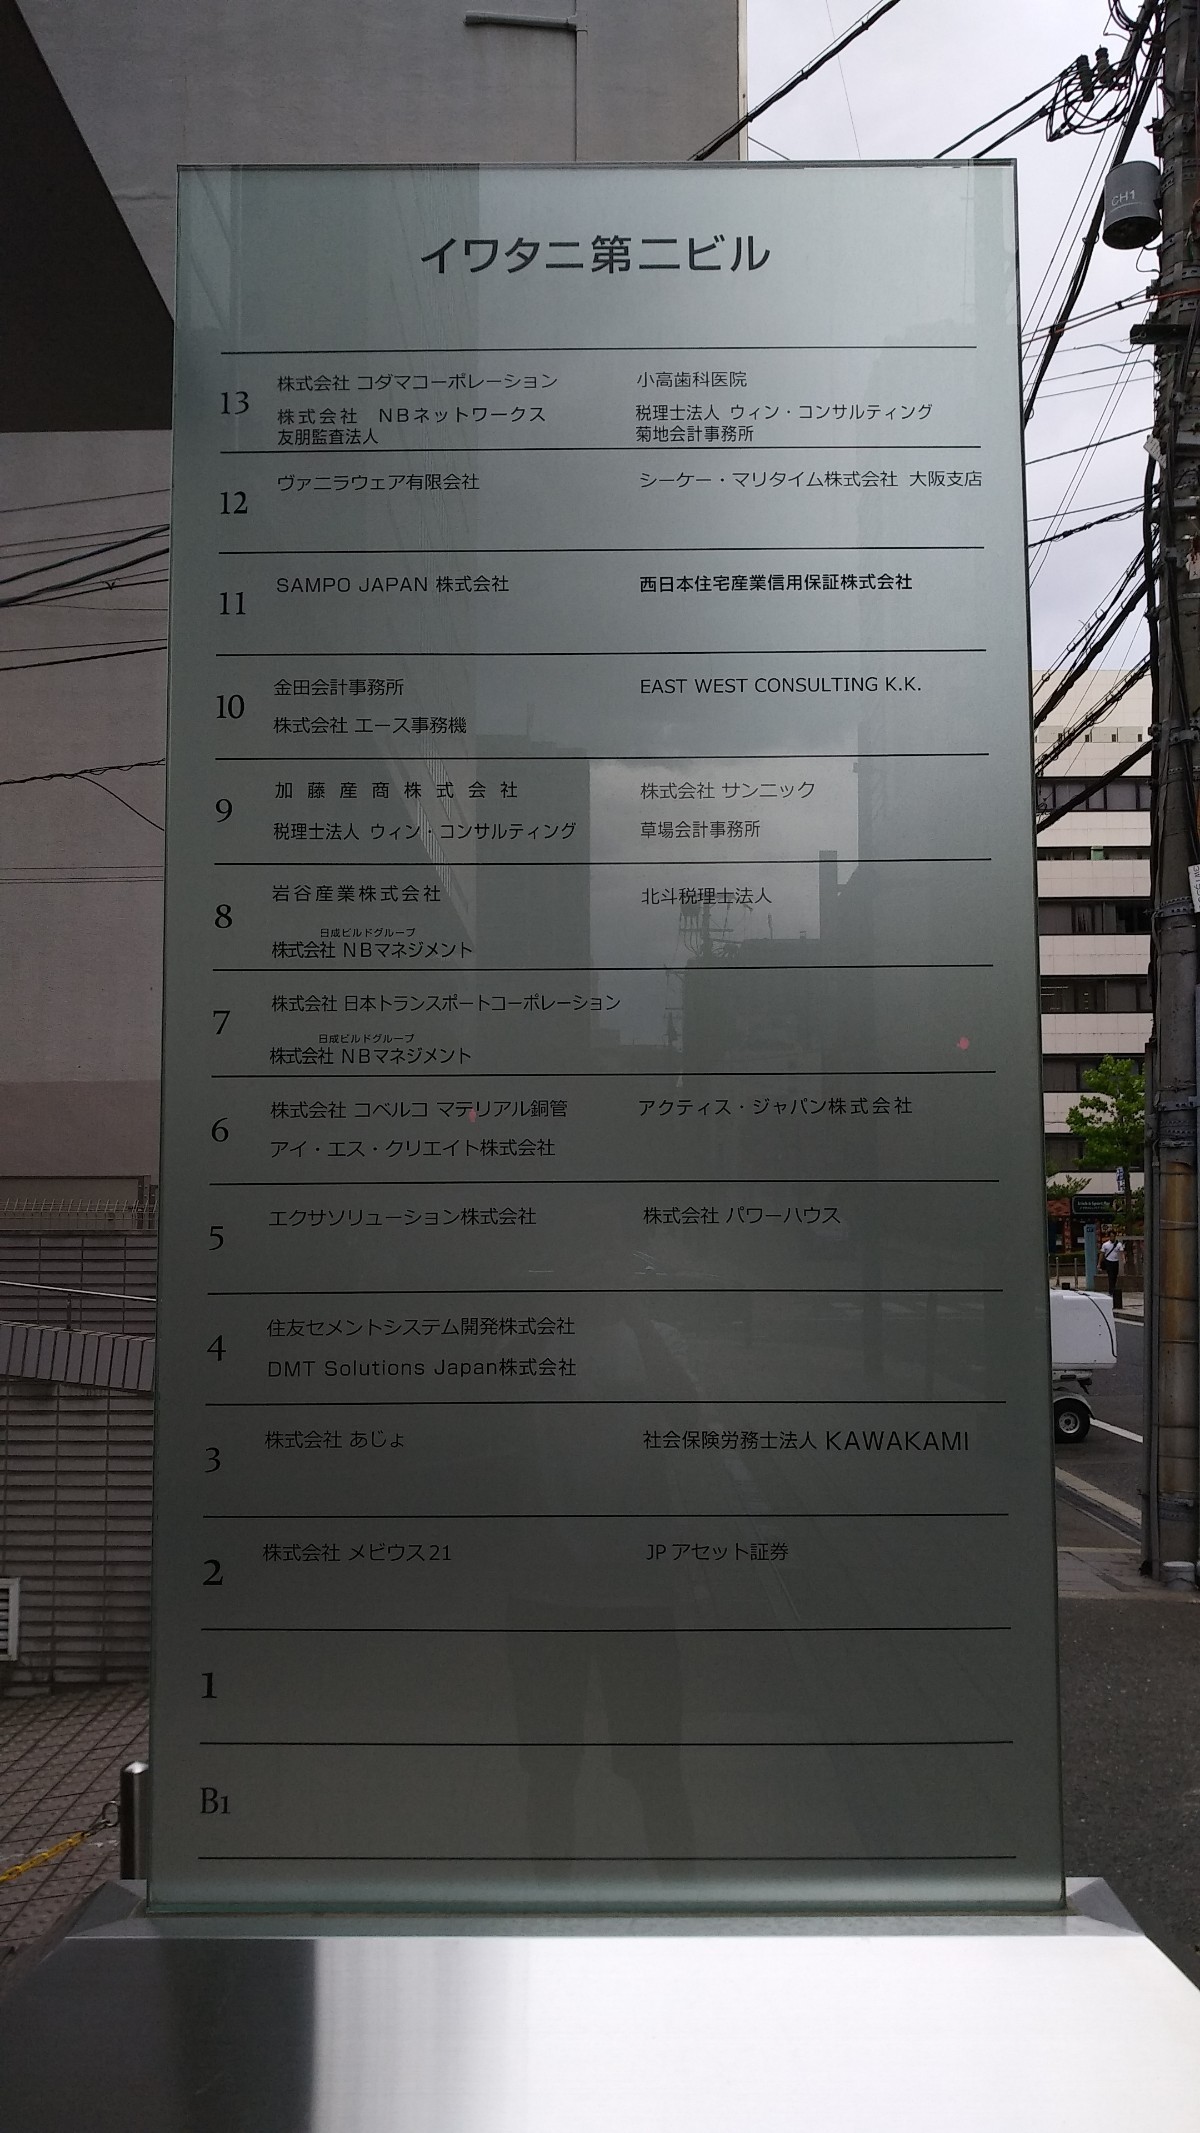 イワタニ第二ビル
13 株式会社 コダマコーポレーション 小高歯科医院
株式会社 NBネットワークス 税理士法人 ウィン・コンサルティング
友朋監査法人 菊地会計事務所
12 ヴァニラウェア有限会社 シーケー・マリタイム株式会社 大阪支店
11 SAMPO JAPAN 株式会社 西日本住宅産業信用保証株式会社
10 金田会計事務所 EAST WEST CONSULTING K.K.
株式会社 エース事務機
9 加藤産商株式会社 株式会社 サンニック
税理士法人 ウィン・コンサルティング 草場会計事務所
8 岩谷産業株式会社 北斗税理士法人
日成ビルドグループ
株式会社 NBマネジメント
7 株式会社 日本トランスポートコーポレーション
日成ビルドグループ
株式会社 NBマネジメント
6 株式会社 コベルコ マテリアル銅管 アクティス・ジャパン株式会社
アイ・エス・クリエイト株式会社
5 エクサソリューション株式会社 株式会社 パワーハウス
4 住友セメントシステム開発株式会社
DMT Solutions Japan株式会社
3 株式会社 あじょ 社会保険労務士法人 KAWAKAMI
2 株式会社 メビウス21 JP アセット証券
1
B1
CH1